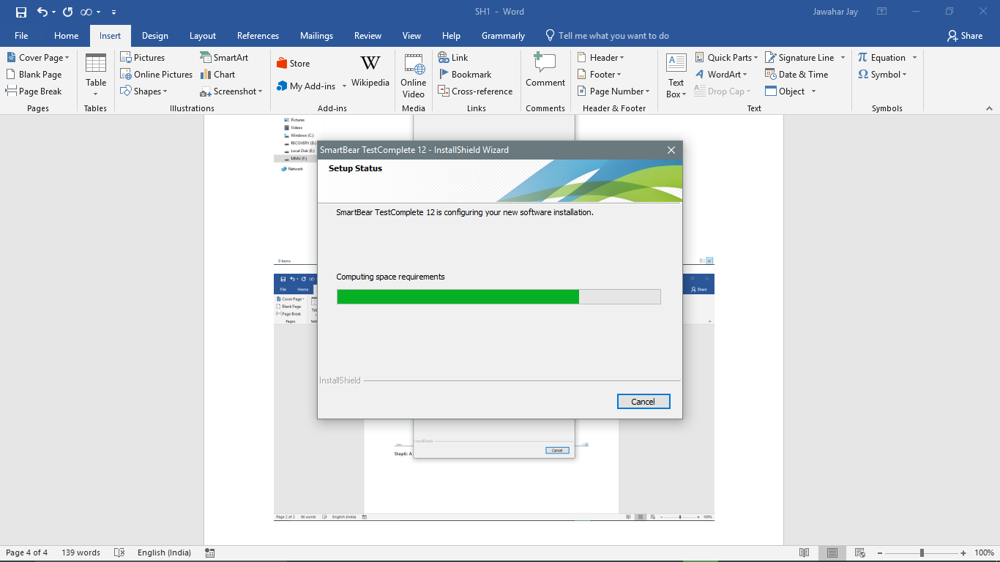 SH1 - Word
Jawahar Jay
File Home Insert Design Layout References Mailings Review View Help Grammarly Tell me what you want to do Share
Cover Page
Blank Page
Page Break
Pages
Table
Tables
Pictures
Online Pictures
Shapes
SmartArt
Chart
Screenshot
Illustrations
Store
My Add-ins
W
Wikipedia
Add-ins
Online
Video
Media
Link
Bookmark
Cross-reference
Links
Comment
Comments
Header
Footer
Page Number
Header & Footer
Text
Box
Quick Parts
WordArt
Drop Cap
Signature Line
Date & Time
Object
Text
Equation
Symbol
Symbols
Pictures
Videos
Windows (C:)
RECOVERY (D:)
Local Disk (E:)
MMU (F:)
Network
9 items
SmartBear TestComplete 12 - InstallShield Wizard
Setup Status
SmartBear TestComplete 12 is configuring your new software installation.
Computing space requirements
InstallShield
Cancel
File Home
Share
Cover Page
Blank Page
Page Break
Pages
InstallShield
Cancel
Step6: A
Page 2 of 2 96 words English (India)
100%
Page 4 of 4 139 words English (India)
100%